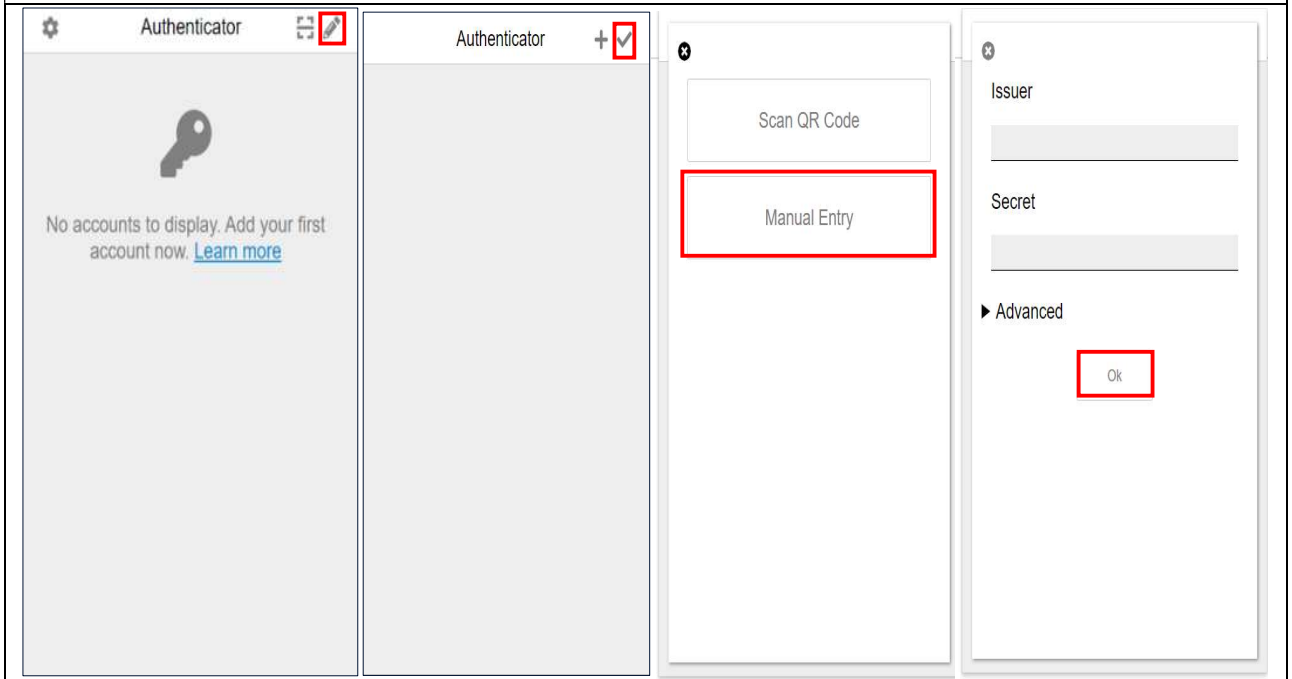 Authenticator
No accounts to display. Add your first
account now. Learn more
Authenticator
Scan QR Code
Manual Entry
Issuer
Secret
Advanced
Ok